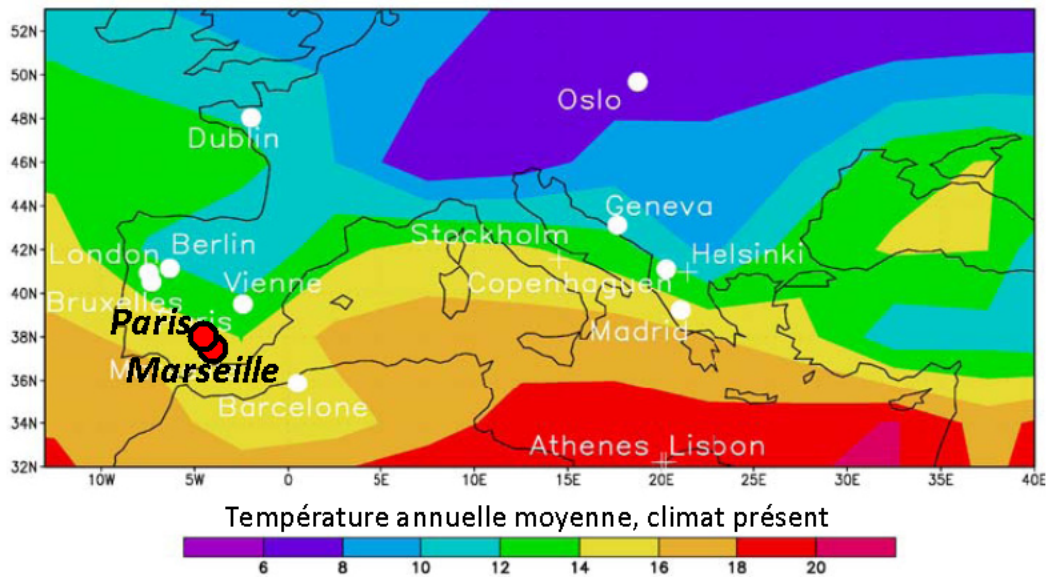 52N
50N
48N
46N
44N
42N
40N
38N
36N
34N
32N
Oslo
Dublin
Geneva
Stockholm
London Berlin
Helsinki
Vienne
Copenhaguen
Bruxelles
Paris
Madrid
Marseille
Barcelone
Athenes Lisbon
10W 5W 0 5E 10E 15E 20E 25E 30E 35E 40E
Température annuelle moyenne, climat présent
6 8 10 12 14 16 18 20